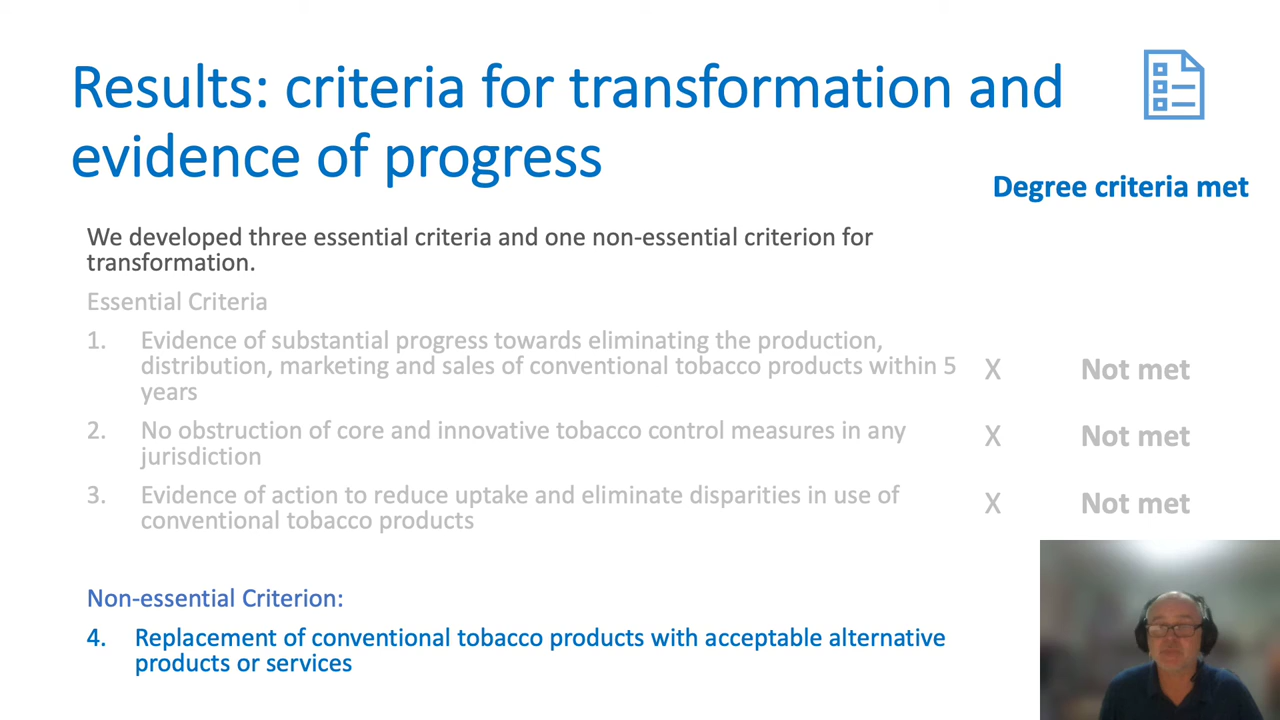 Results: criteria for transformation and
evidence of progress
Degree criteria met
We developed three essential criteria and one non-essential criterion for
transformation.
Essential Criteria
1. Evidence of substantial progress towards eliminating the production,
distribution, marketing and sales of conventional tobacco products within 5
years
X Not met
2. No obstruction of core and innovative tobacco control measures in any
jurisdiction
X Not met
3. Evidence of action to reduce uptake and eliminate disparities in use of
conventional tobacco products
X Not met
Non-essential Criterion:
4. Replacement of conventional tobacco products with acceptable alternative
products or services